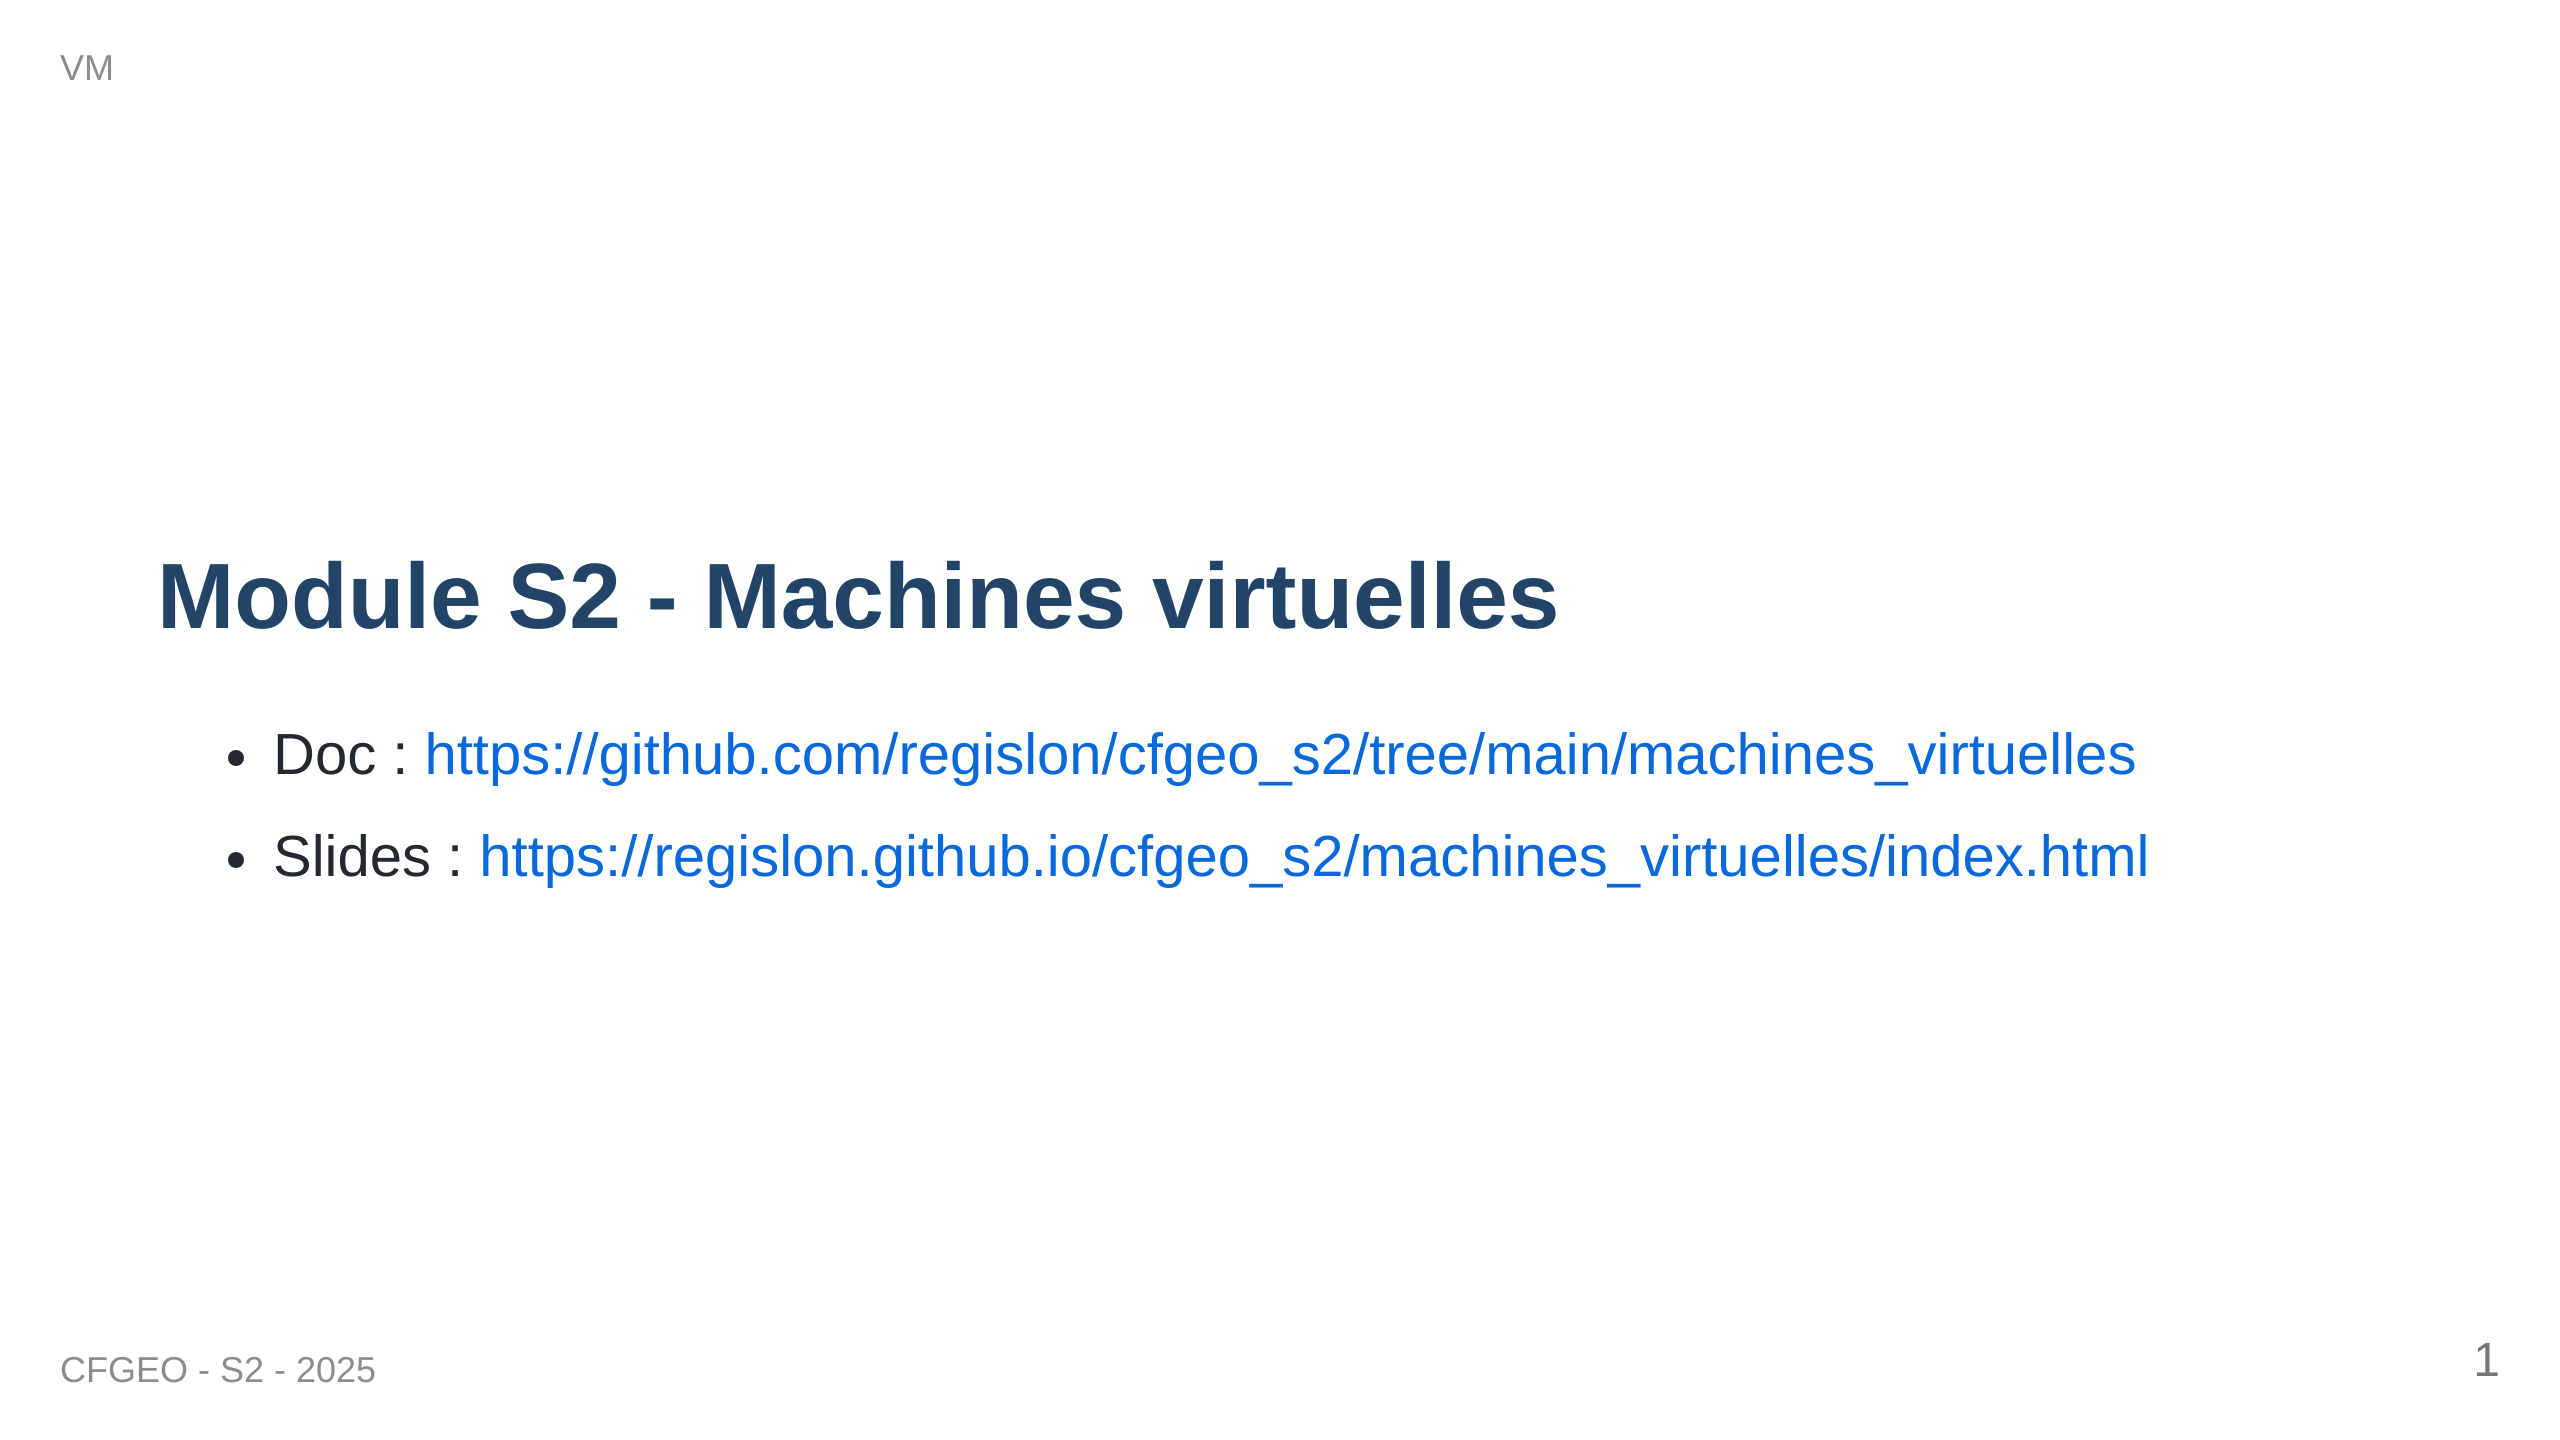 VM
Module S2 - Machines virtuelles
• Doc : https://github.com/regislon/cfgeo_s2/tree/main/machines_virtuelles
• Slides : https://regislon.github.io/cfgeo_s2/machines_virtuelles/index.html
CFGEO - S2 - 2025
1